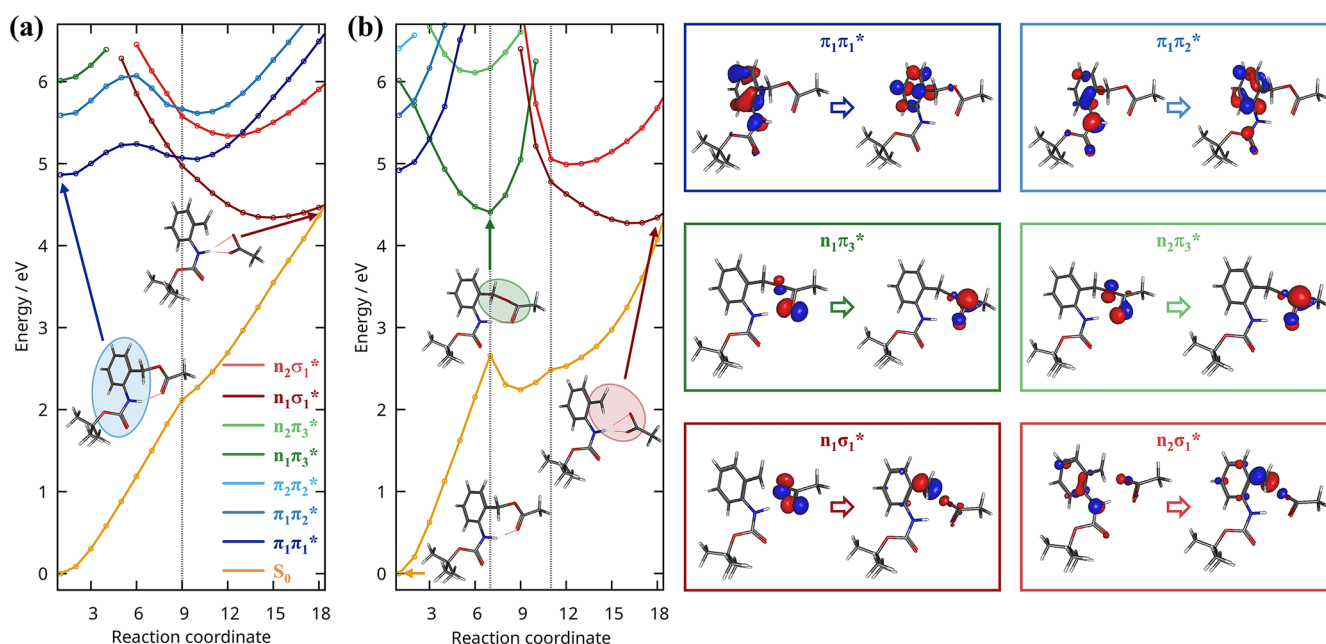 (a)
(b)
Energy / eV
6
5
4
3
2
1
0
n₂σ₁*
n₁σ₁*
n₂π₃*
n₁π₃*
π₂π₂*
π₁π₂*
π₁π₁*
S₀
3 6 9 12 15 18
Reaction coordinate
Energy / eV
6
5
4
3
2
1
0
3 6 9 12 15 18
Reaction coordinate
π₁π₁*
π₁π₂*
n₁π₃*
n₂π₃*
n₁σ₁*
n₂σ₁*